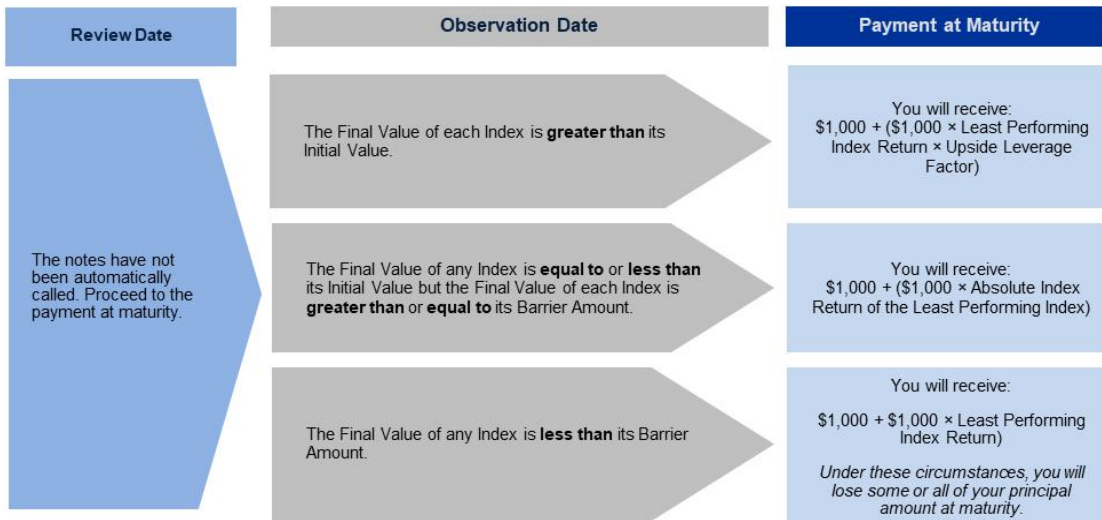 Review Date
Observation Date
Payment at Maturity
The notes have not
been automatically
called. Proceed to the
payment at maturity.
The Final Value of each Index is greater than its
Initial Value.
You will receive:
$1,000 + ($1,000 × Least Performing
Index Return × Upside Leverage
Factor)
The Final Value of any Index is equal to or less than
its Initial Value but the Final Value of each Index is
greater than or equal to its Barrier Amount.
You will receive:
$1,000 + ($1,000 × Absolute Index
Return of the Least Performing Index)
The Final Value of any Index is less than its Barrier
Amount.
You will receive:
$1,000 + $1,000 × Least Performing
Index Return)
Under these circumstances, you will
lose some or all of your principal
amount at maturity.